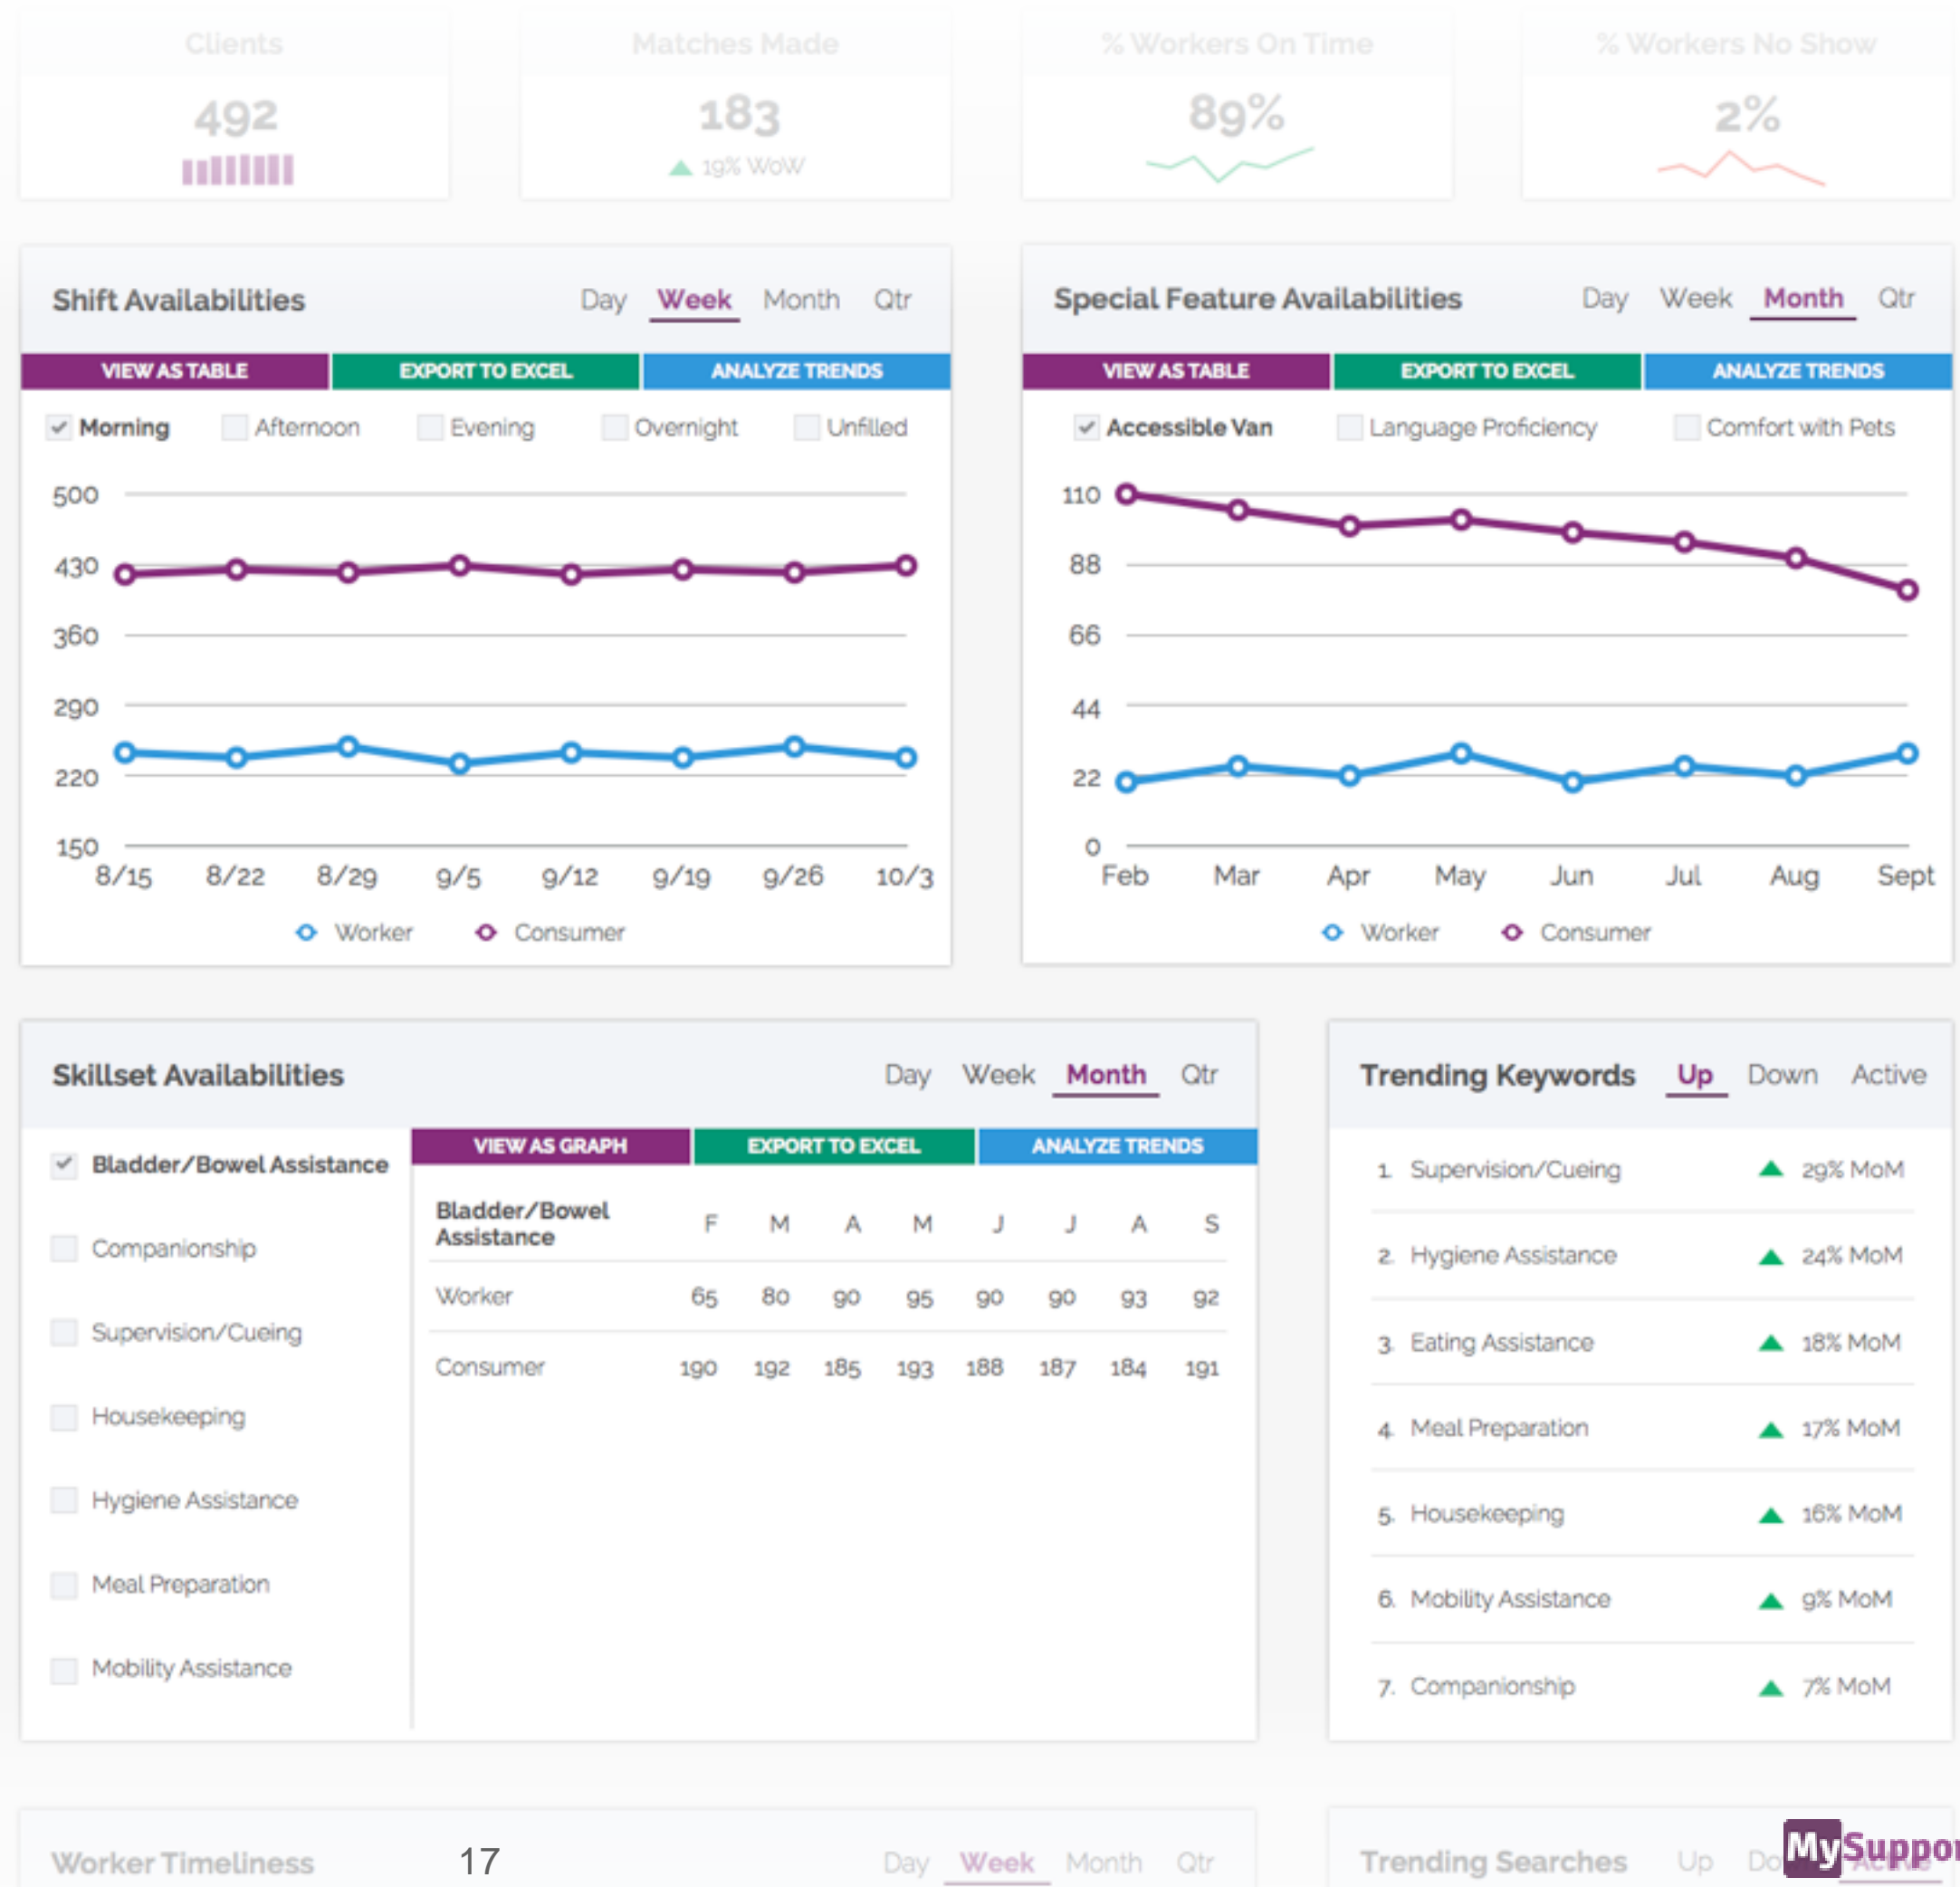 Clients
492
Matches Made
183
19% WoW
% Workers On Time
89%
% Workers No Show
2%
Shift Availabilities Day Week Month Qtr
VIEW AS TABLE EXPORT TO EXCEL ANALYZE TRENDS
Morning Afternoon Evening Overnight Unfilled
500
430
360
290
220
150
8/15 8/22 8/29 9/5 9/12 9/19 9/26 10/3
Worker Consumer
Special Feature Availabilities Day Week Month Qtr
VIEW AS TABLE EXPORT TO EXCEL ANALYZE TRENDS
Accessible Van Language Proficiency Comfort with Pets
110
88
66
44
22
0
Feb Mar Apr May Jun Jul Aug Sept
Worker Consumer
Skillset Availabilities Day Week Month Qtr
Bladder/Bowel Assistance
Companionship
Supervision/Cueing
Housekeeping
Hygiene Assistance
Meal Preparation
Mobility Assistance
VIEW AS GRAPH EXPORT TO EXCEL ANALYZE TRENDS
Bladder/Bowel
Assistance F M A M J J A S
Worker 65 80 90 95 90 90 93 92
Consumer 190 192 185 193 188 187 184 191
Trending Keywords Up Down Active
1. Supervision/Cueing 29% MoM
2. Hygiene Assistance 24% MoM
3. Eating Assistance 18% MoM
4. Meal Preparation 17% MoM
5. Housekeeping 16% MoM
6. Mobility Assistance 9% MoM
7. Companionship 7% MoM
Worker Timeliness 17 Day Week Month Qtr
Trending Searches Up
MySuppor